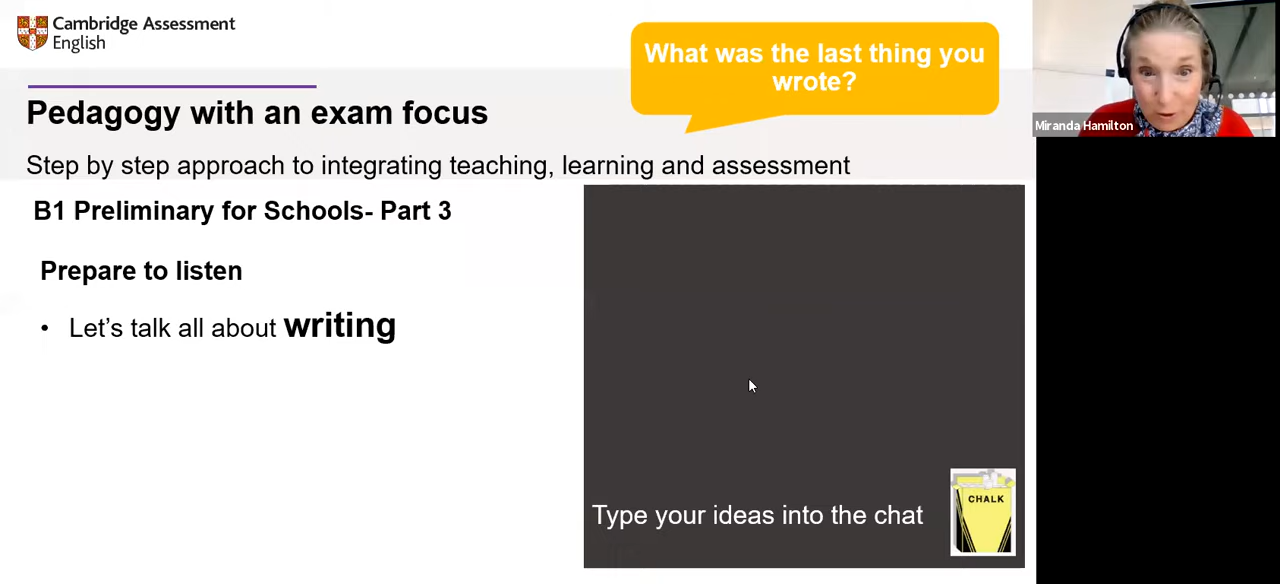 Cambridge Assessment
English
What was the last thing you
wrote?
Miranda Hamilton
Pedagogy with an exam focus
Step by step approach to integrating teaching, learning and assessment
B1 Preliminary for Schools- Part 3
Prepare to listen
• Let's talk all about writing
CHALK
Type your ideas into the chat